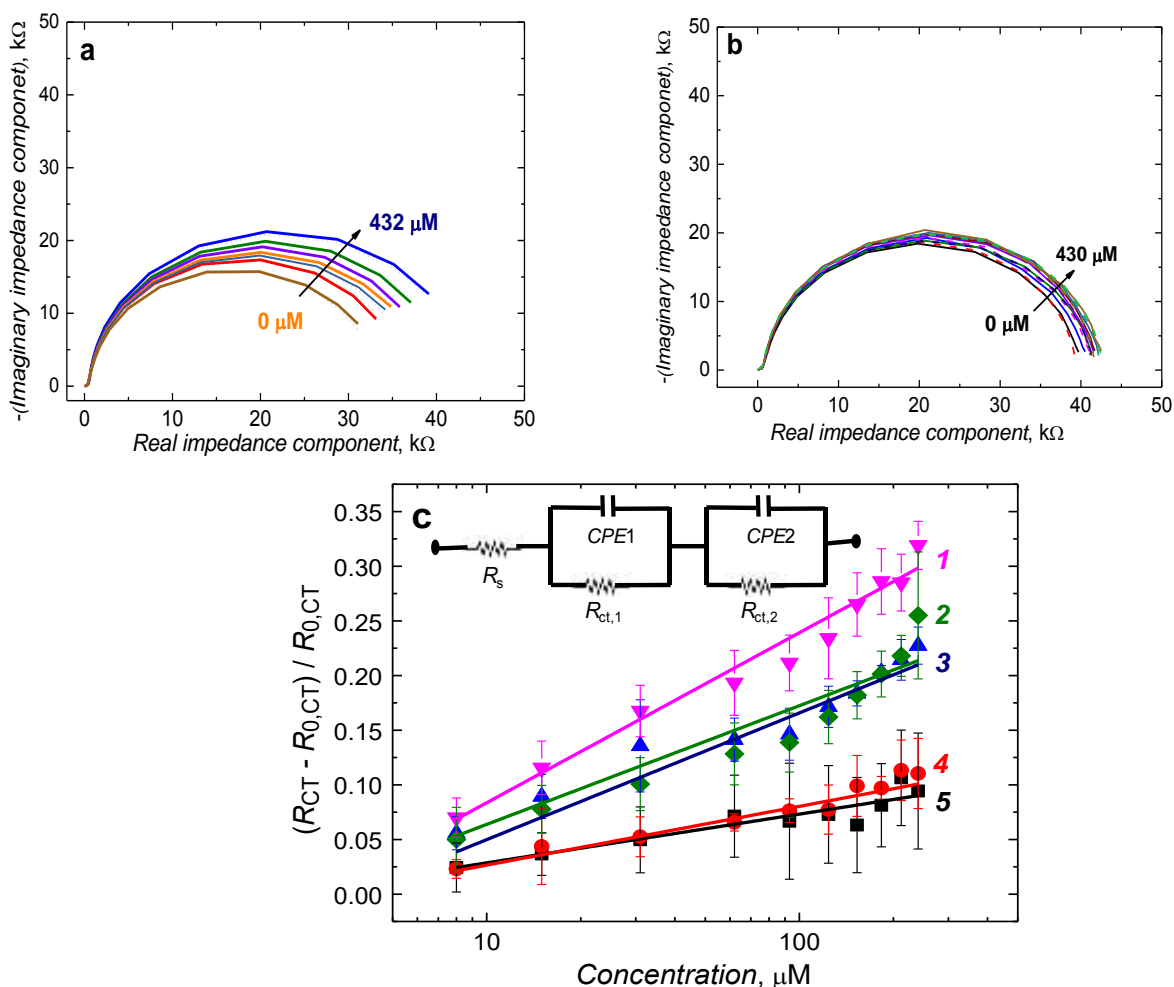 a
-(Imaginary impedance componet), kΩ
50
40
30
20
10
0
432 μM
0 μM
0
10
20
30
40
50
Real impedance component, kΩ
b
-(Imaginary impedance componet), kΩ
50
40
30
20
10
0
430 μM
0 μM
0
10
20
30
40
50
Real impedance component, kΩ
c
(RCT - R0,CT) / R0,CT
0.35
0.30
0.25
0.20
0.15
0.10
0.05
0.00
Rs
CPE1
Rct,1
CPE2
Rct,2
1
2
3
4
5
10
100
Concentration, μM